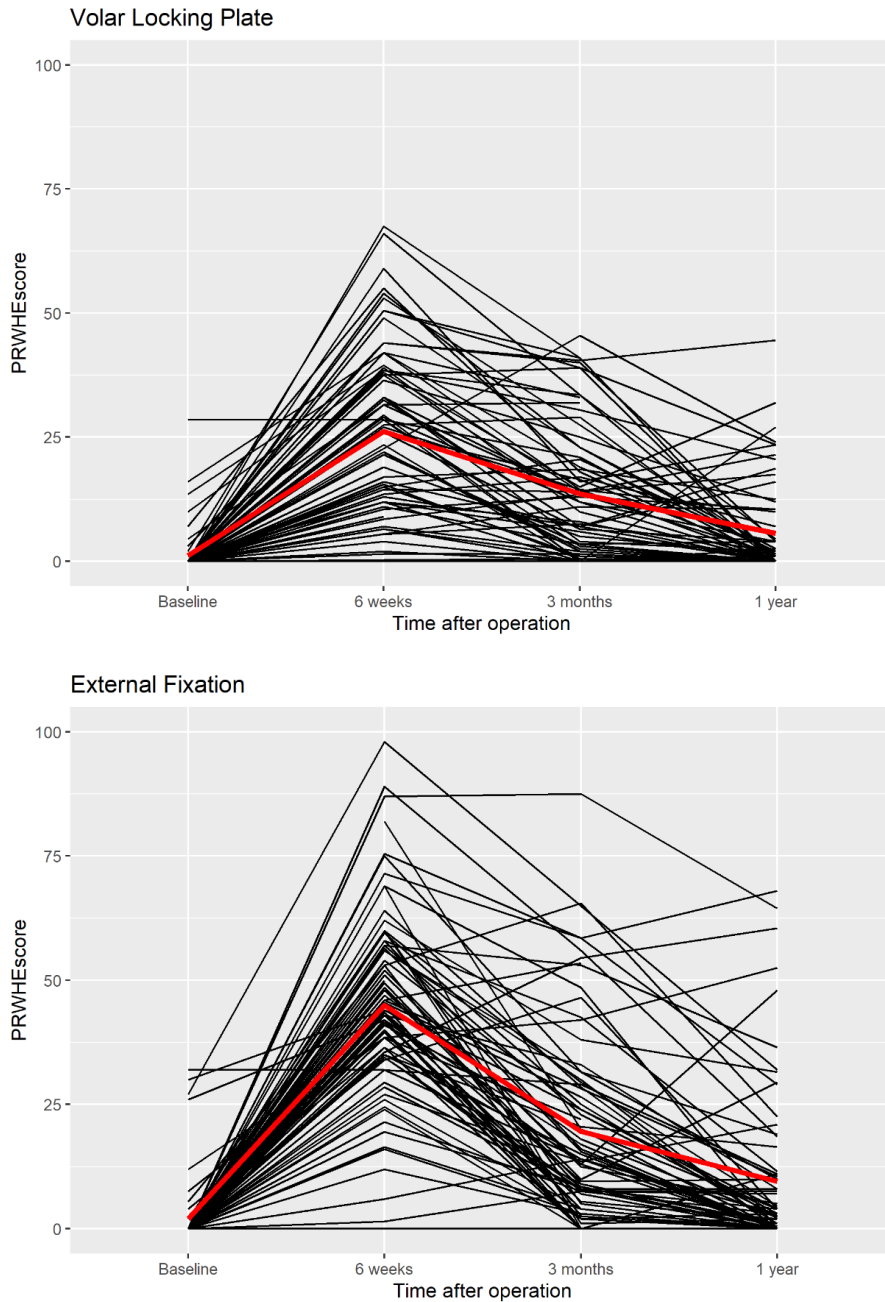 Volar Locking Plate
100
75
50
25
0
PRWHEscore
Baseline 6 weeks 3 months 1 year
Time after operation
External Fixation
100
75
50
25
0
PRWHEscore
Baseline 6 weeks 3 months 1 year
Time after operation